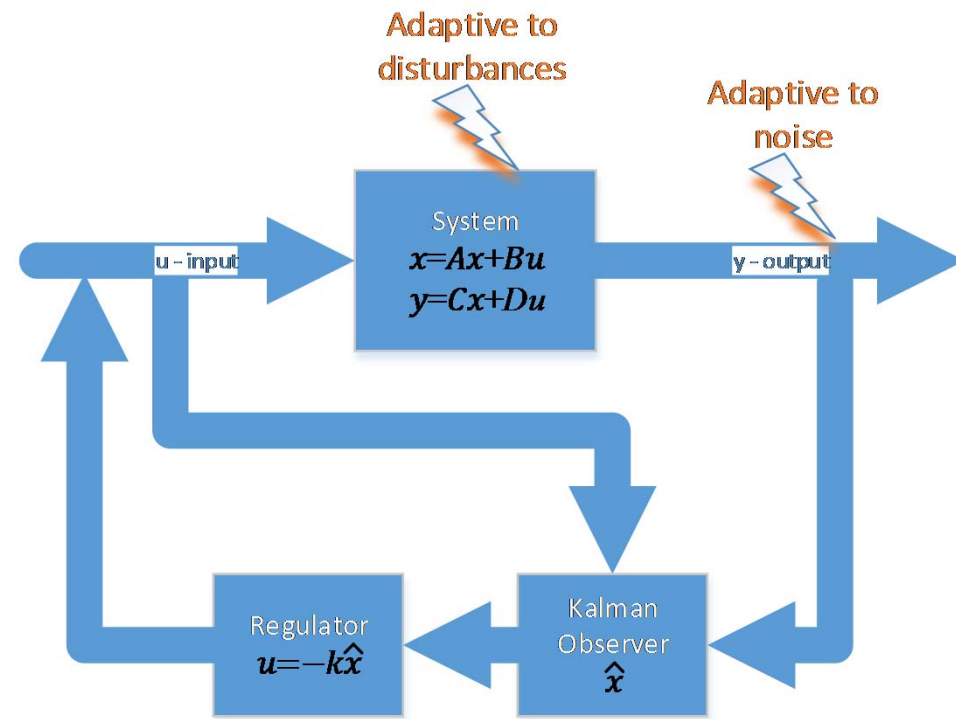 Adaptive to
disturbances
Adaptive to
noise
System
x=Ax+Bu
y=Cx+Du
u - input
y - output
Regulator
u=−kx̂
Kalman
Observer
x̂